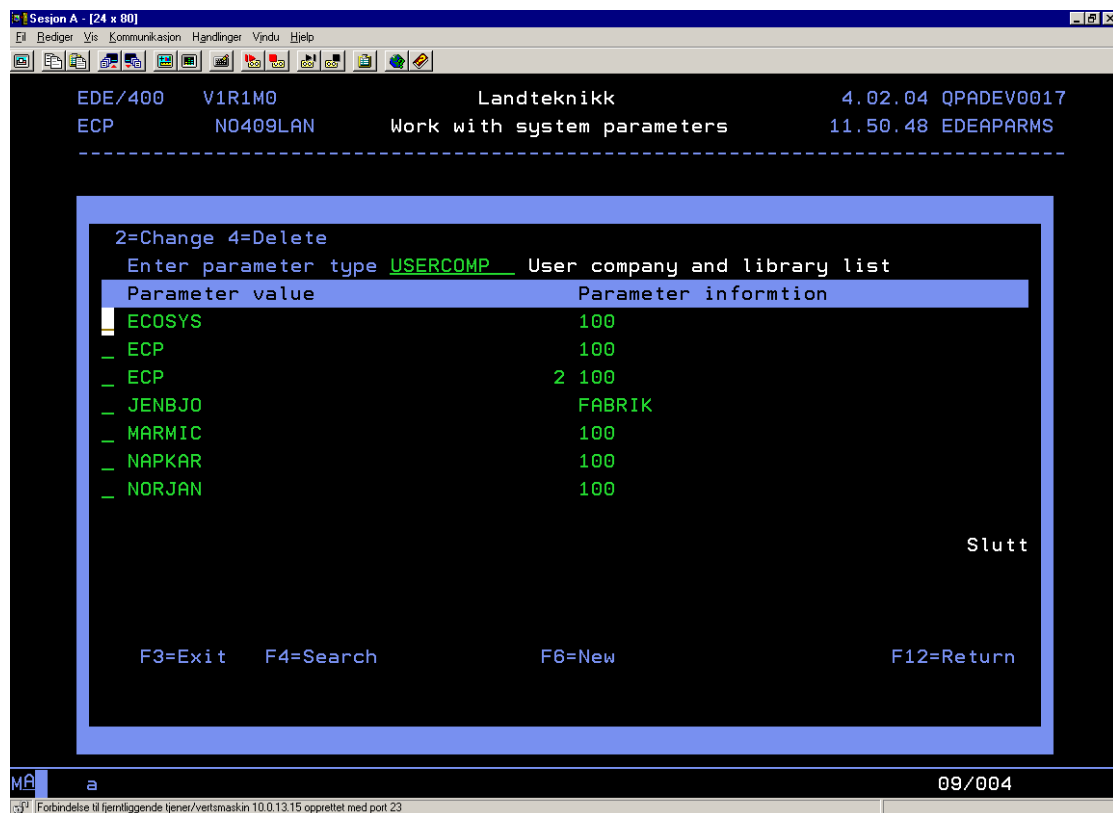 Sesjon A - [24 x 80]
Fil Rediger Vis Kommunikasjon Handlinger Vindu Hjelp
EDE/400 V1R1M0 Landteknikk 4.02.04 QPADEV0017
ECP NO409LAN Work with system parameters 11.50.48 EDEAPARMS
2=Change 4=Delete
Enter parameter type USERCOMP User company and library list
Parameter value Parameter informtion
ECOSYS 100
ECP 100
ECP 2 100
JENBJO FABRIK
MARMIC 100
NAPKAR 100
NORJAN 100
Slutt
F3=Exit F4=Search F6=New F12=Return
MA a 09/004
Forbindelse til fjerntliggende tjener/vertsmaskin 10.0.13.15 opprettet med port 23